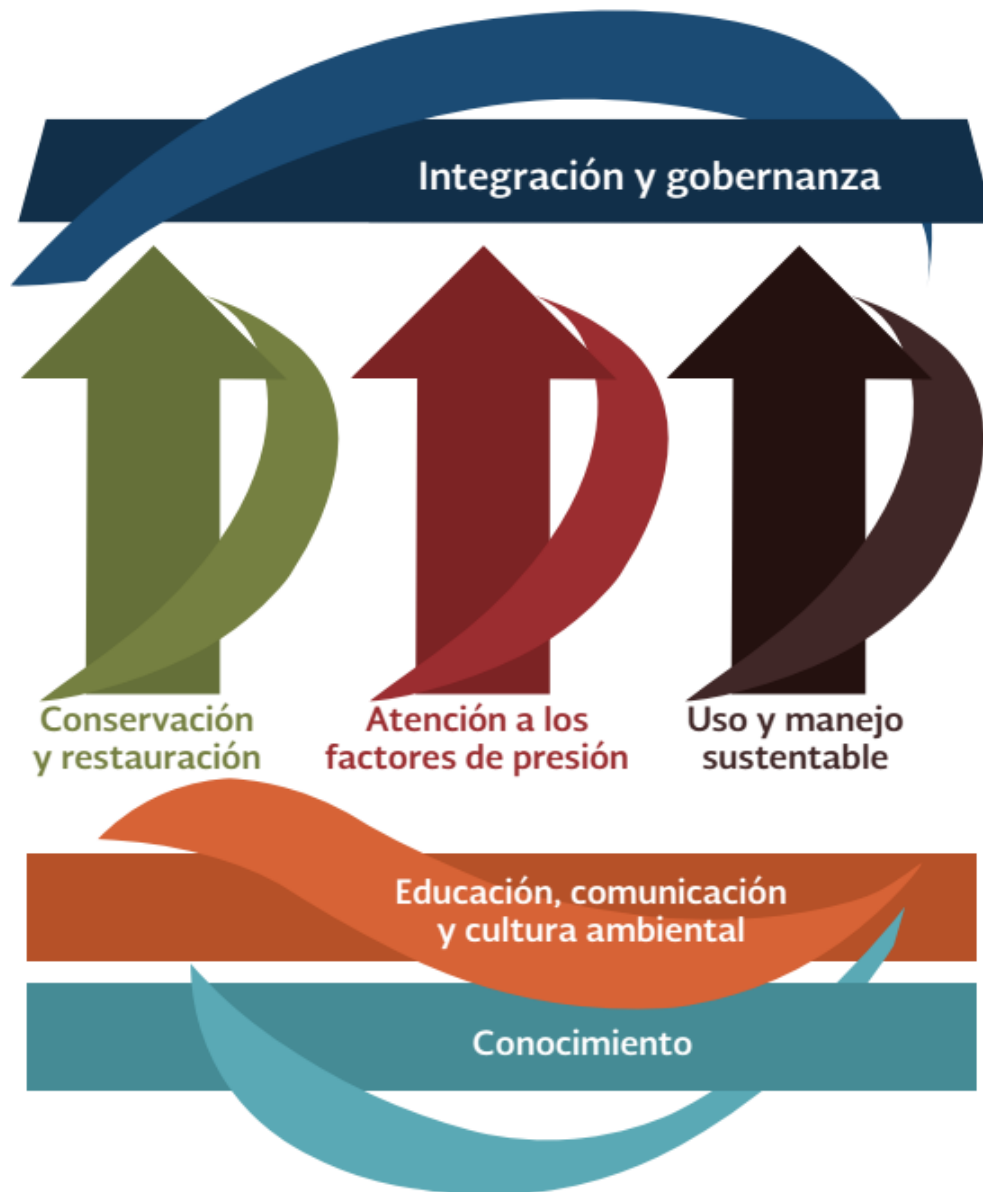 Integración y gobernanza
Conservación
y restauración
Atención a los
factores de presión
Uso y manejo
sustentable
Educación, comunicación
y cultura ambiental
Conocimiento